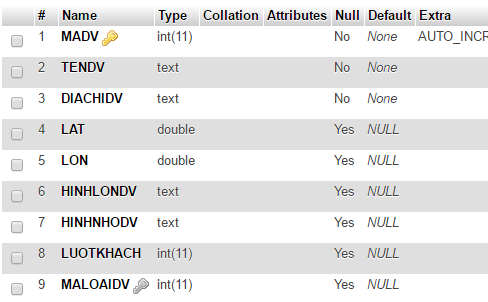 # Name Type Collation Attributes Null Default Extra
1 MADV int(11) No None AUTO_INCR
2 TENDV text No None
3 DIACHIDV text No None
4 LAT double Yes NULL
5 LON double Yes NULL
6 HINHLONDV text Yes NULL
7 HINHNHODV text Yes NULL
8 LUOTKHACH int(11) Yes NULL
9 MALOAIDV int(11) Yes NULL